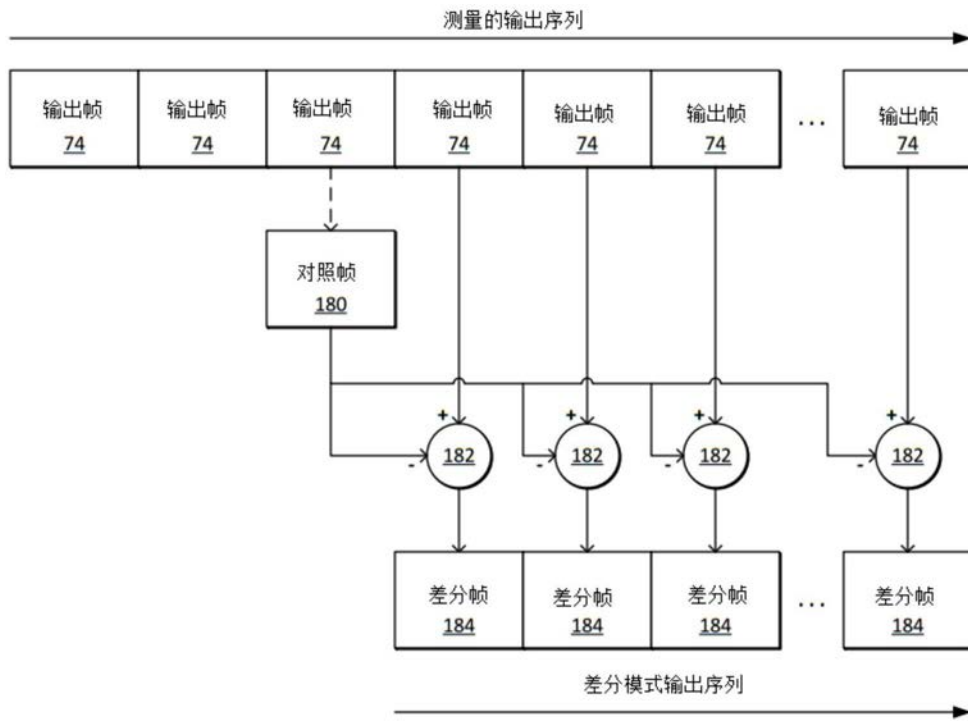 测量的输出序列
输出帧 输出帧 输出帧 输出帧 输出帧 输出帧 ... 输出帧
74 74 74 74 74 74 74
对照帧
180
+ + + +
182 182 182 182
- - - -
差分帧 差分帧 差分帧 ... 差分帧
184 184 184 184
差分模式输出序列